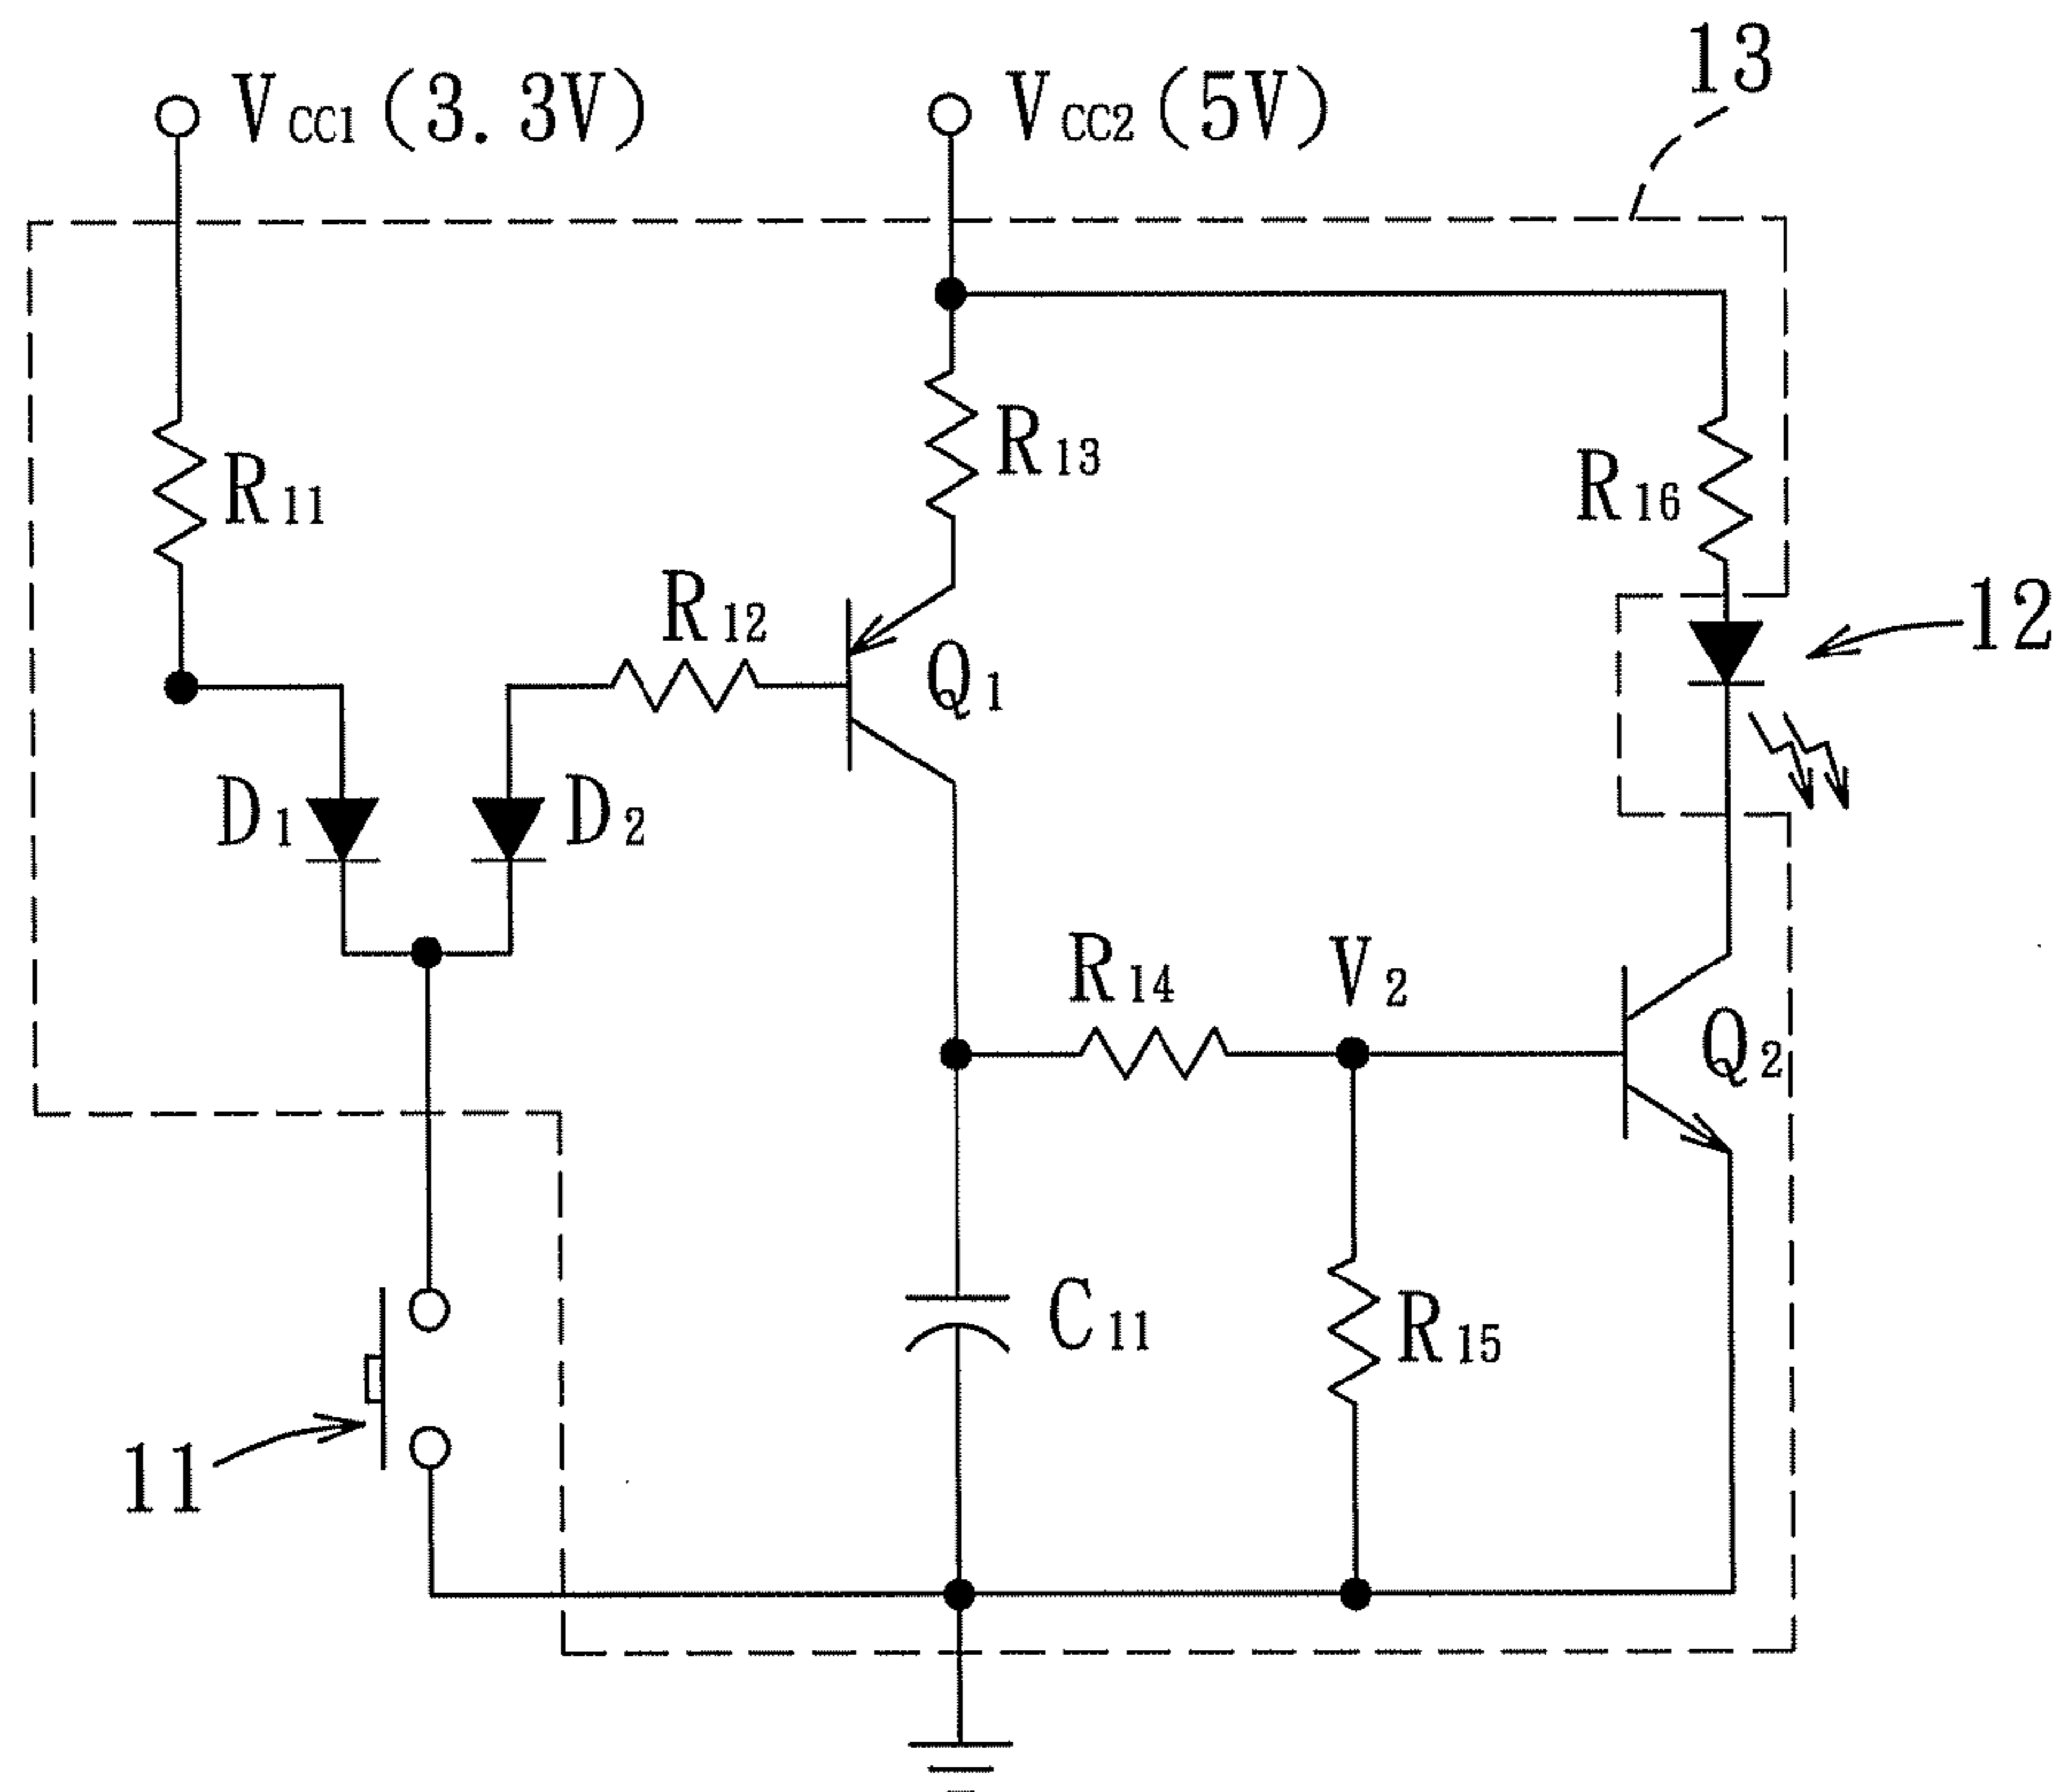 13
VCC1 (3.3V)
VCC2 (5V)
R11
R13
R16
R12
12
Q1
D1
D2
R14
V2
Q2
C11
R15
11